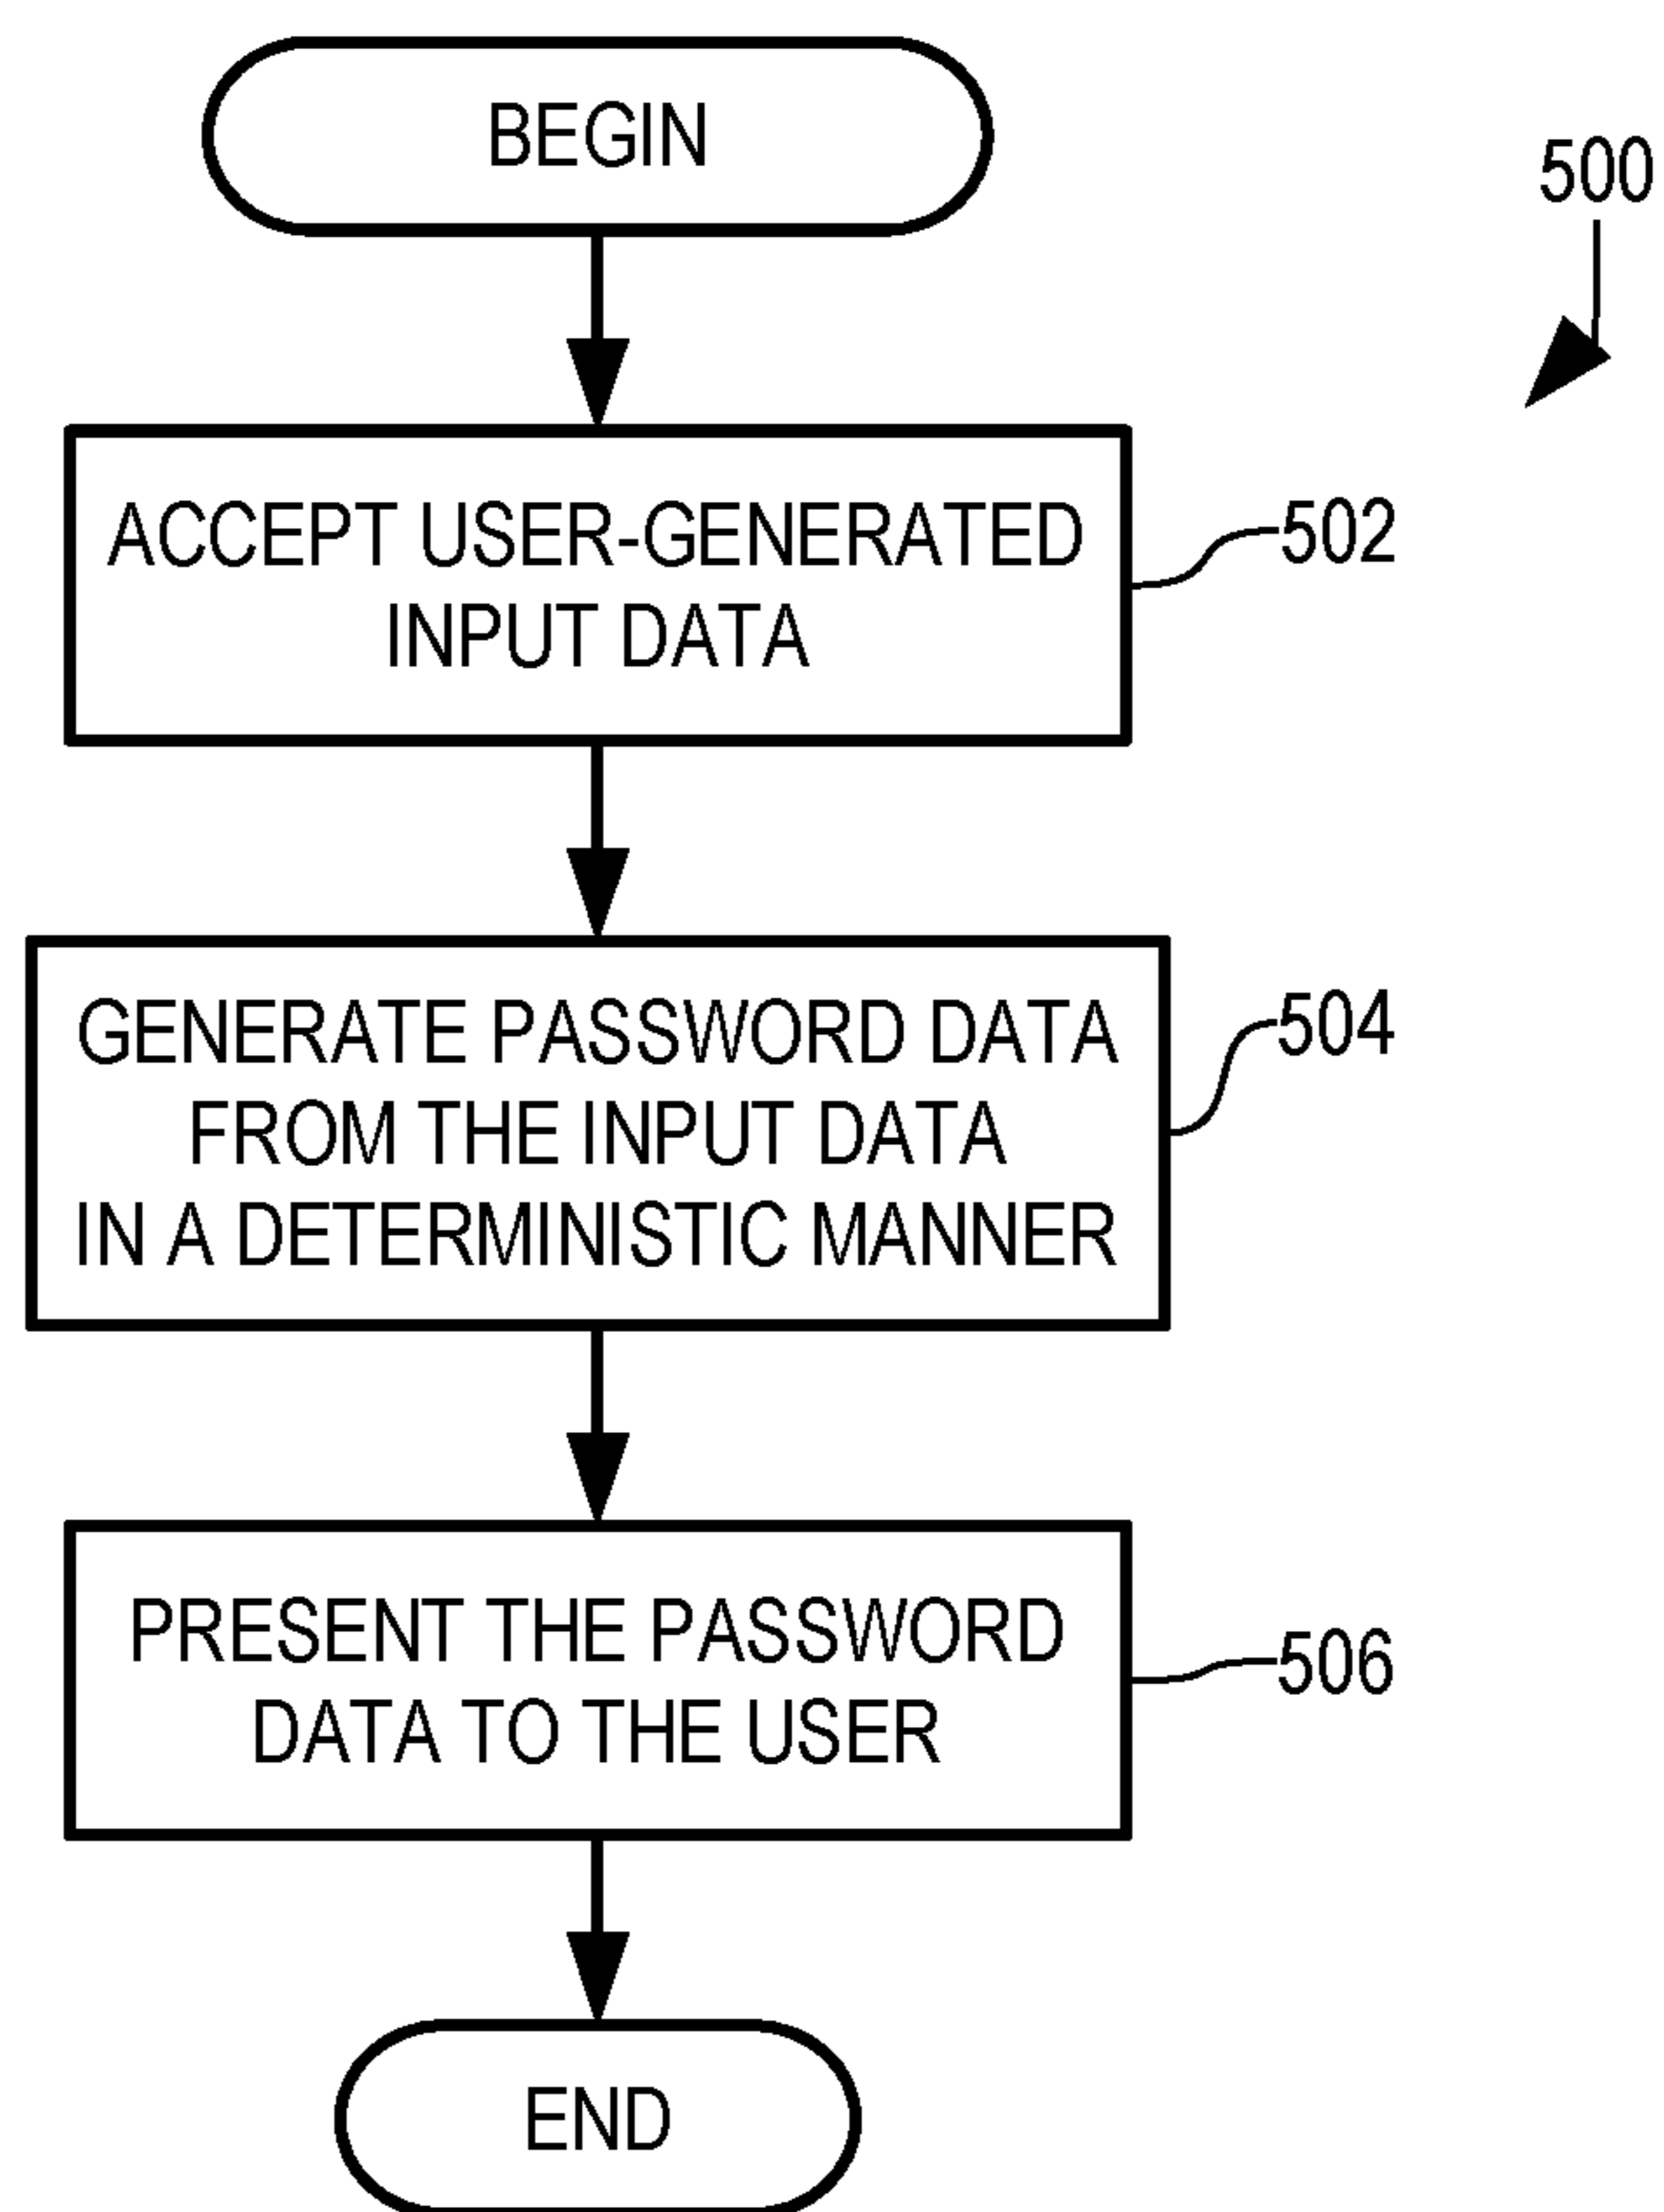 BEGIN
500
ACCEPT USER-GENERATED
INPUT DATA
502
GENERATE PASSWORD DATA
FROM THE INPUT DATA
IN A DETERMINISTIC MANNER
504
PRESENT THE PASSWORD
DATA TO THE USER
506
END